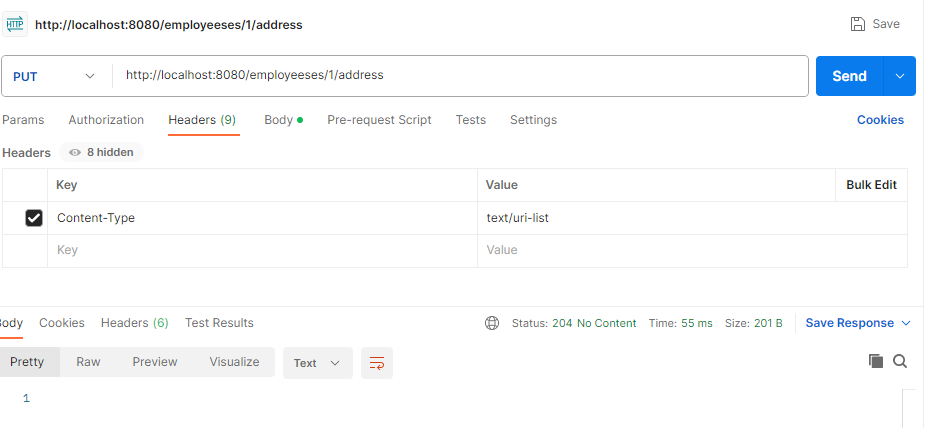 HTTP http://localhost:8080/employeeses/1/address Save
PUT http://localhost:8080/employeeses/1/address Send
Params Authorization Headers (9) Body Pre-request Script Tests Settings Cookies
Headers 8 hidden
Key Value Bulk Edit
Content-Type text/uri-list
Key Value
Body Cookies Headers (6) Test Results Status: 204 No Content Time: 55 ms Size: 201 B Save Response
Pretty Raw Preview Visualize Text
1